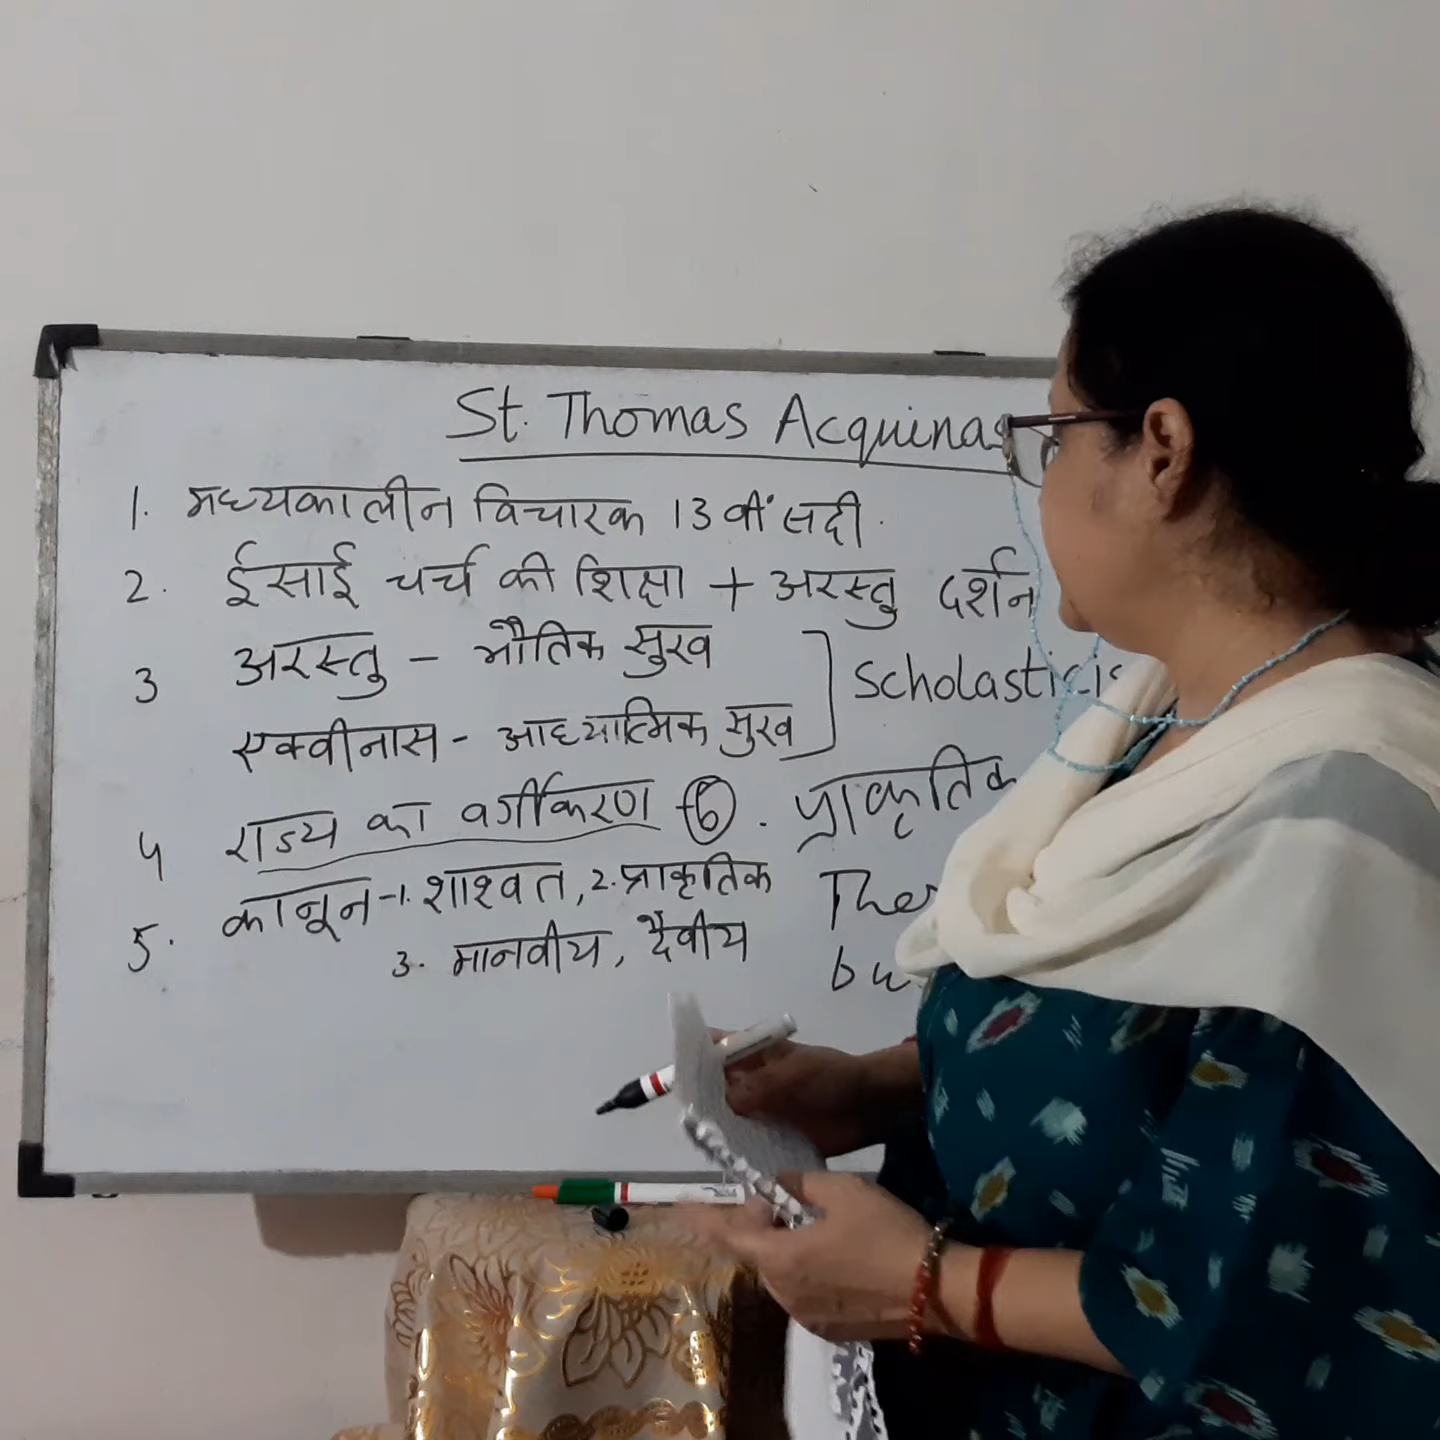 St. Thomas Acquinas
1. मध्यकालीन विचारक 13 वीं सदी.
2. ईसाई चर्च की शिक्षा + अरस्तु दर्शन
3 अरस्तु - भौतिक सुख
एक्वीनास - आध्यात्मिक सुख
Scholasticis
4 राज्य का वर्गीकरण 6. प्राकृतिक
5. कानून - 1. शाश्वत, 2. प्राकृतिक
3. मानवीय, दैवीय